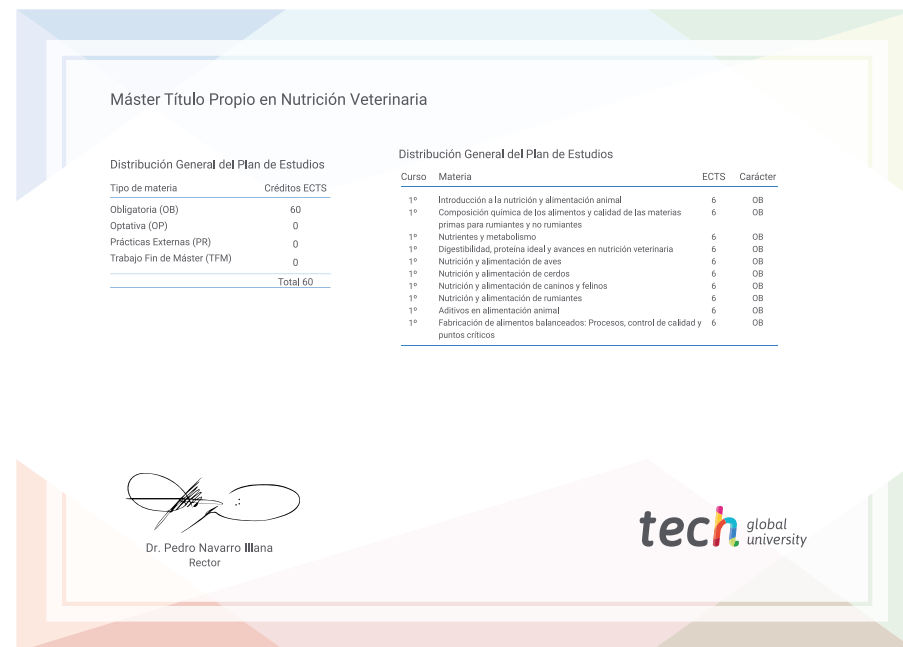 Máster Título Propio en Nutrición Veterinaria
Distribución General del Plan de Estudios
Tipo de materia Créditos ECTS
Obligatoria (OB) 60
Optativa (OP) 0
Prácticas Externas (PR) 0
Trabajo Fin de Máster (TFM) 0
Total 60
Distribución General del Plan de Estudios
Curso Materia ECTS Carácter
1º Introducción a la nutrición y alimentación animal 6 OB
1º Composición química de los alimentos y calidad de las materias 6 OB
primas para rumiantes y no rumiantes
1º Nutrientes y metabolismo 6 OB
1º Digestibilidad, proteína ideal y avances en nutrición veterinaria 6 OB
1º Nutrición y alimentación de aves 6 OB
1º Nutrición y alimentación de cerdos 6 OB
1º Nutrición y alimentación de caninos y felinos 6 OB
1º Nutrición y alimentación de rumiantes 6 OB
1º Aditivos en alimentación animal 6 OB
1º Fabricación de alimentos balanceados: Procesos, control de calidad y 6 OB
puntos críticos
Dr. Pedro Navarro Illana
Rector
tech global
university